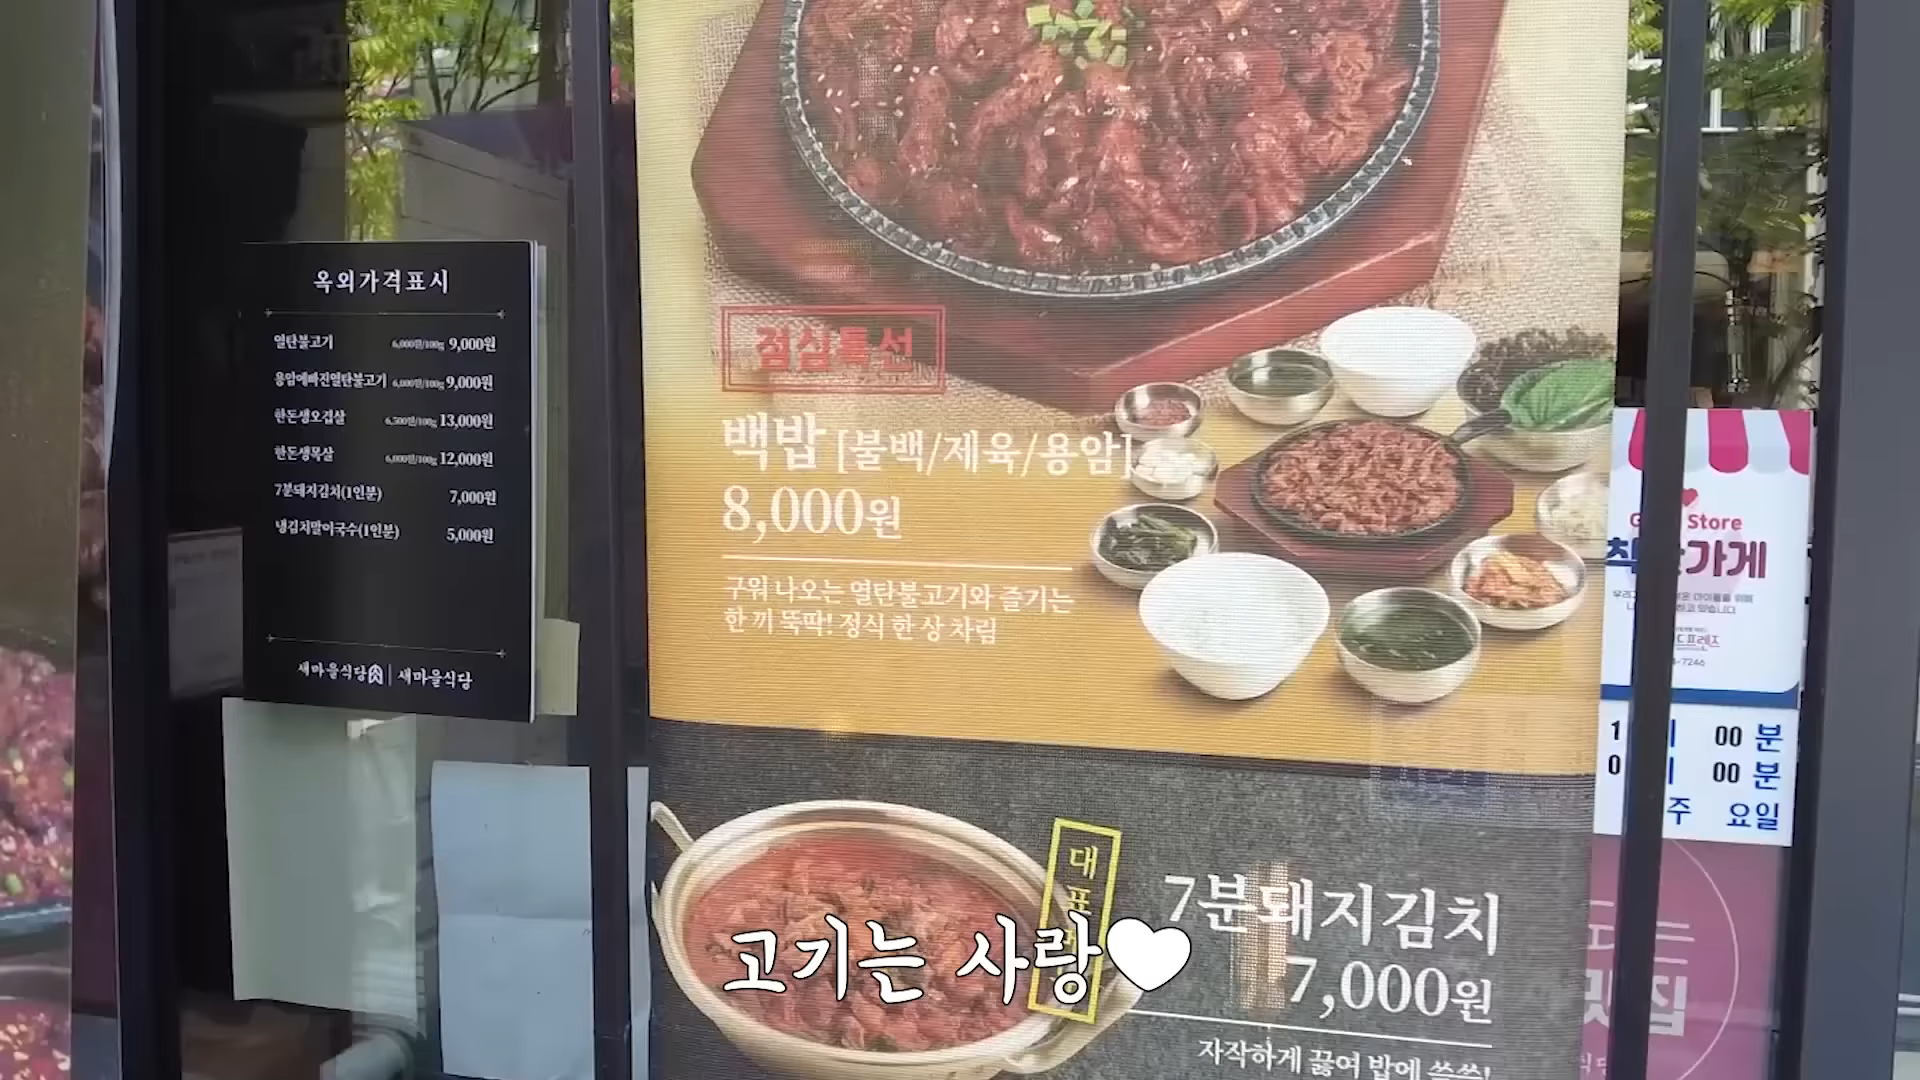 옥외가격표시
열탄불고기 6,000원/100g 9,000원
용암에빠진열탄불고기 6,000원/100g 9,000원
한돈생오겹살 6,500원/100g 13,000원
한돈생목살 6,000원/100g 12,000원
7분돼지김치(1인분) 7,000원
냉김치말이국수(1인분) 5,000원
새마을식당 | 새마을식당
점심특선
백밥 [불백/제육/용암]
8,000원
구워 나오는 열탄불고기와 즐기는
한 끼 뚝딱! 정식 한 상 차림
대표
7분돼지김치
7,000원
자작하게 끓여 밥에 쓱쓱!
고기는 사랑♥
Store
가게
00 분
00 분
주 요일